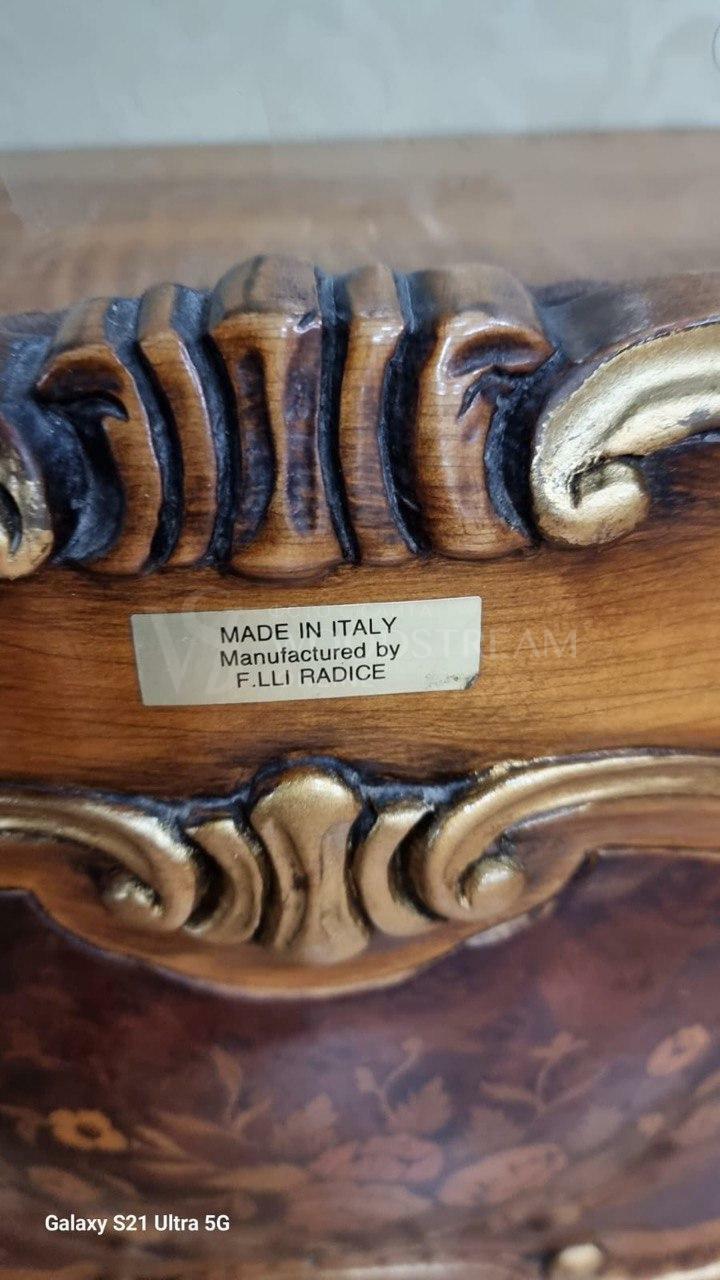 MADE IN ITALY
Manufactured by
F.LLI RADICE
Galaxy S21 Ultra 5G